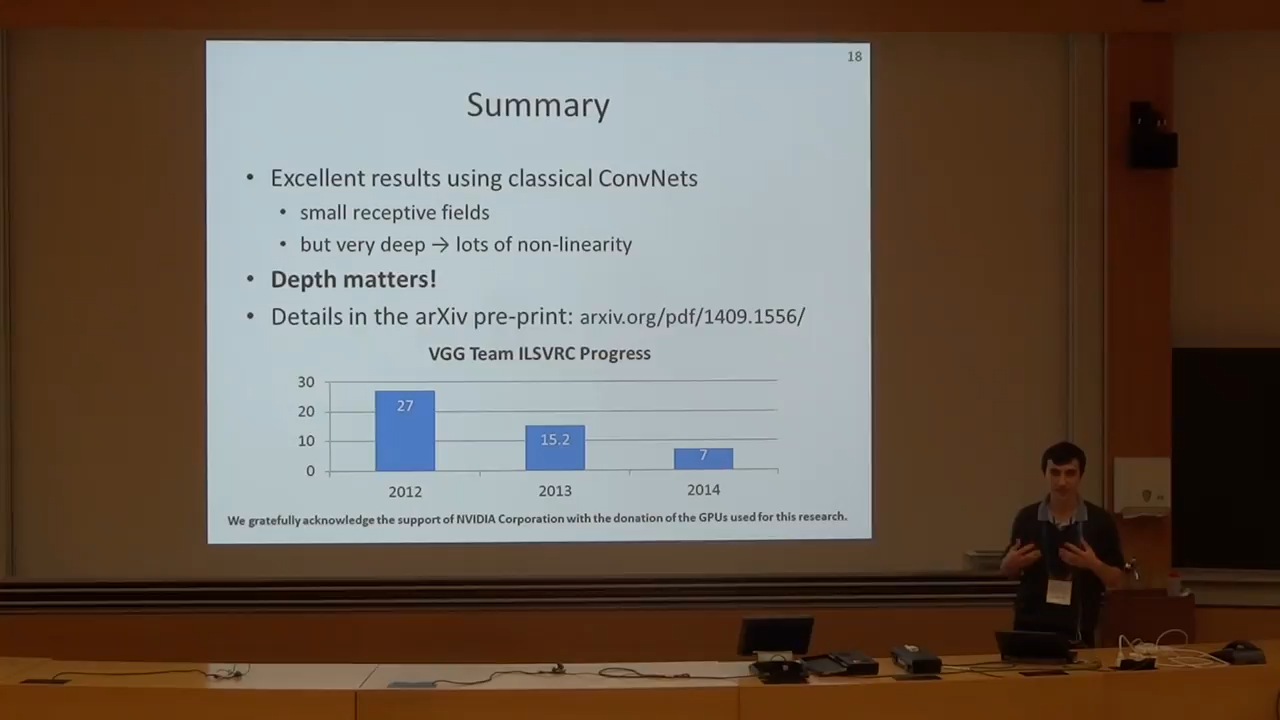 18
Summary
• Excellent results using classical ConvNets
• small receptive fields
• but very deep → lots of non-linearity
• Depth matters!
• Details in the arXiv pre-print: arxiv.org/pdf/1409.1556/
VGG Team ILSVRC Progress
30
20
10
0
27
15.2
7
2012 2013 2014
We gratefully acknowledge the support of NVIDIA Corporation with the donation of the GPUs used for this research.